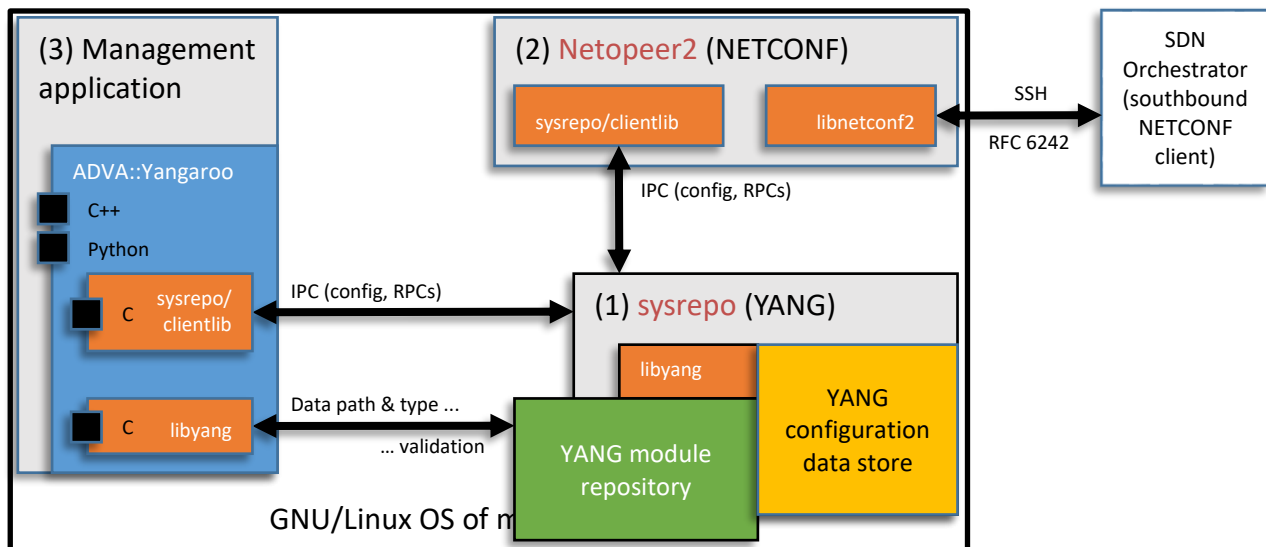 (3) Management
application
ADVA::Yangaroo
C++
Python
C
sysrepo/
clientlib
C
libyang
(2) Netopeer2 (NETCONF)
sysrepo/clientlib
libnetconf2
SSH
RFC 6242
SDN
Orchestrator
(southbound
NETCONF
client)
IPC (config, RPCs)
IPC (config, RPCs)
(1) sysrepo (YANG)
libyang
Data path & type ...
... validation
YANG module
repository
YANG
configuration
data store
GNU/Linux OS of